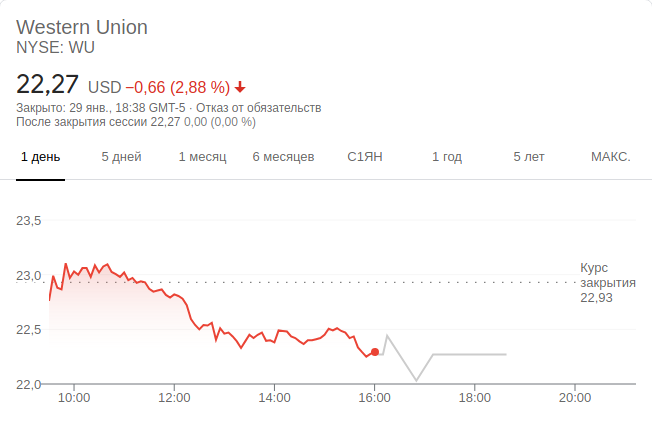 Western Union
NYSE: WU
22,27 USD −0,66 (2,88 %)
Закрыто: 29 янв., 18:38 GMT-5 · Отказ от обязательств
После закрытия сессии 22,27 0,00 (0,00 %)
1 день 5 дней 1 месяц 6 месяцев С1ЯН 1 год 5 лет МАКС.
23,5
23,0
22,5
22,0
Курс
закрытия
22,93
10:00 12:00 14:00 16:00 18:00 20:00